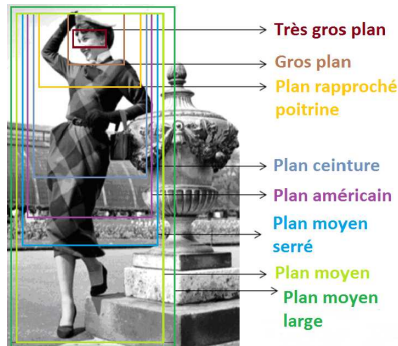 Très gros plan
Gros plan
Plan rapproché
poitrine
Plan ceinture
Plan américain
Plan moyen
serré
Plan moyen
Plan moyen
large